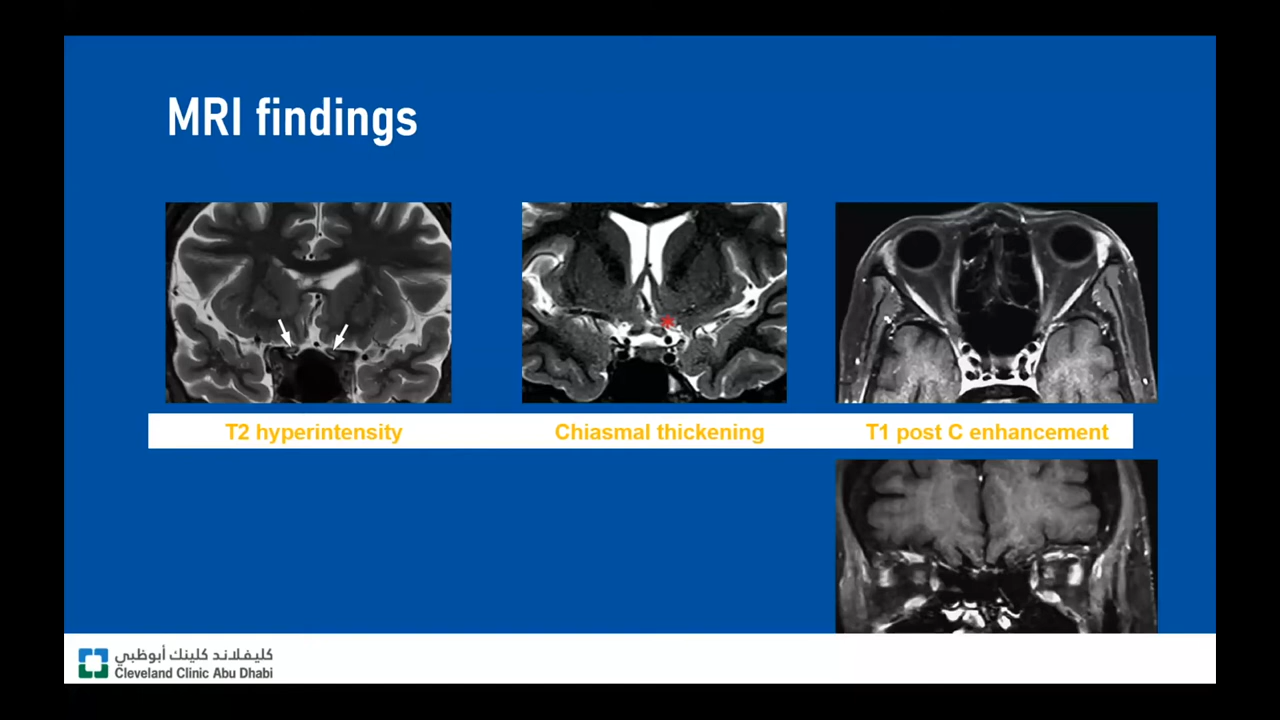 MRI findings
T2 hyperintensity
Chiasmal thickening
T1 post C enhancement
كليفلاند كلينك أبوظبي
Cleveland Clinic Abu Dhabi